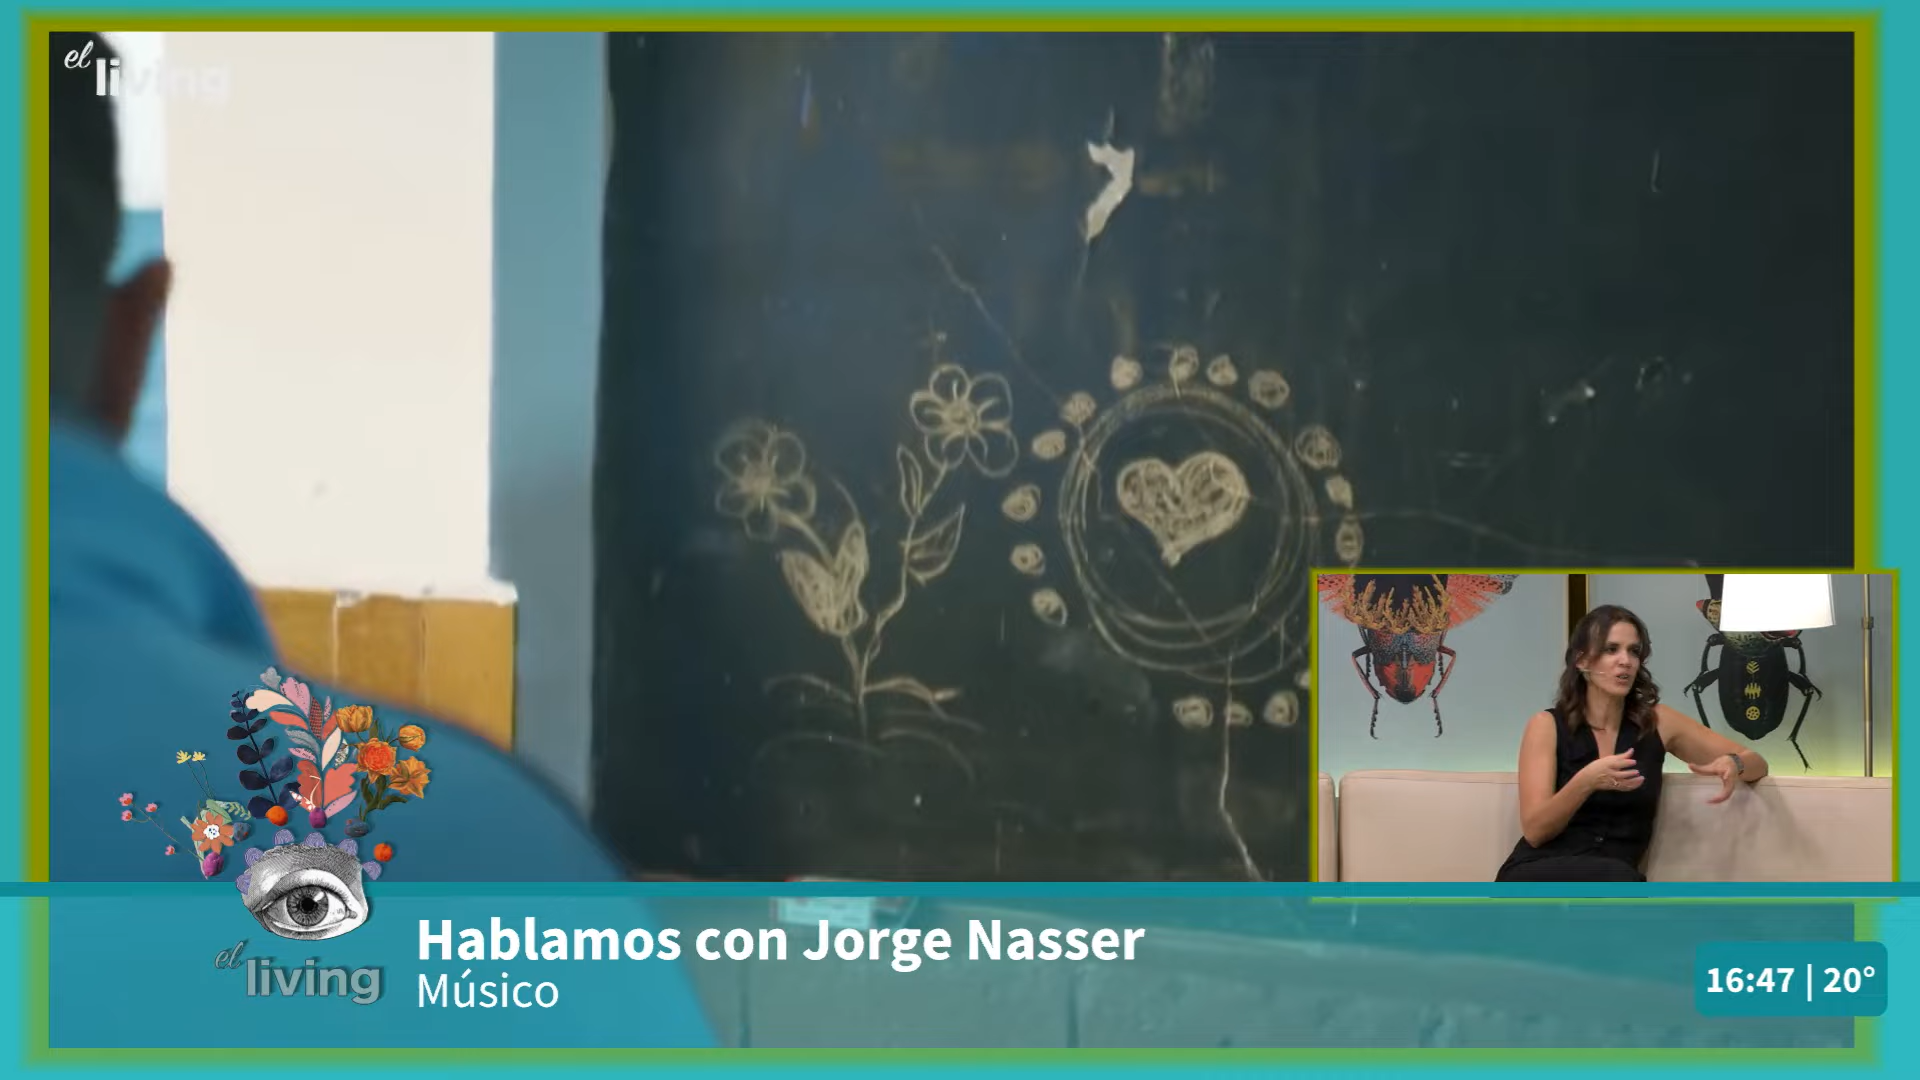 el
living
Hablamos con Jorge Nasser
Músico
el
living
16:47 | 20°